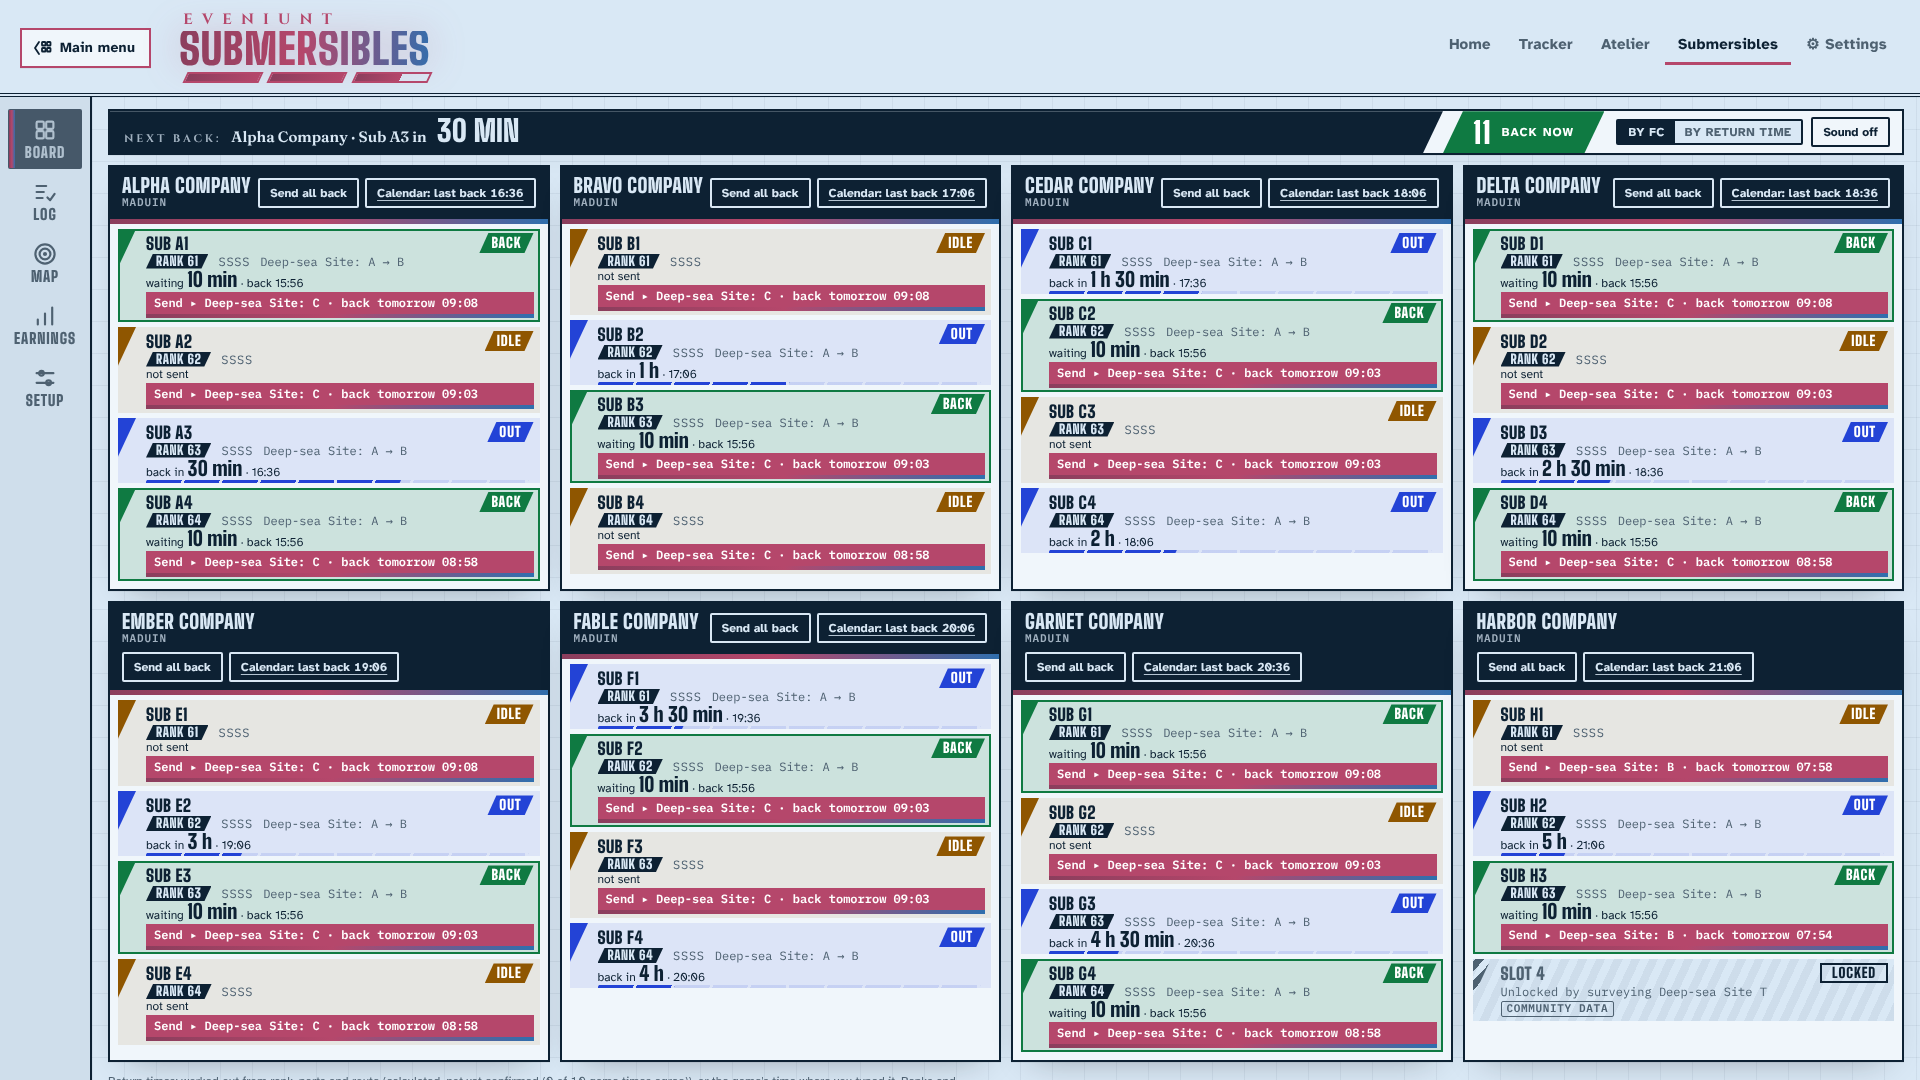 Main menu
EVENIUNT
SUBMERSIBLES
Home Tracker Atelier Submersibles ⚙ Settings
BOARD
LOG
MAP
EARNINGS
SETUP
NEXT BACK: Alpha Company · Sub A3 in 30 MIN
11 BACK NOW
BY FC BY RETURN TIME
Sound off
ALPHA COMPANY
MADUIN
Send all back
Calendar: last back 16:36
SUB A1
BACK
RANK 61 SSSS Deep-sea Site: A → B
waiting 10 min · back 15:56
Send ▸ Deep-sea Site: C · back tomorrow 09:08
SUB A2
IDLE
RANK 62 SSSS
not sent
Send ▸ Deep-sea Site: C · back tomorrow 09:03
SUB A3
OUT
RANK 63 SSSS Deep-sea Site: A → B
back in 30 min · 16:36
SUB A4
BACK
RANK 64 SSSS Deep-sea Site: A → B
waiting 10 min · back 15:56
Send ▸ Deep-sea Site: C · back tomorrow 08:58
BRAVO COMPANY
MADUIN
Send all back
Calendar: last back 17:06
SUB B1
IDLE
RANK 61 SSSS
not sent
Send ▸ Deep-sea Site: C · back tomorrow 09:08
SUB B2
OUT
RANK 62 SSSS Deep-sea Site: A → B
back in 1 h · 17:06
SUB B3
BACK
RANK 63 SSSS Deep-sea Site: A → B
waiting 10 min · back 15:56
Send ▸ Deep-sea Site: C · back tomorrow 09:03
SUB B4
IDLE
RANK 64 SSSS
not sent
Send ▸ Deep-sea Site: C · back tomorrow 08:58
CEDAR COMPANY
MADUIN
Send all back
Calendar: last back 18:06
SUB C1
OUT
RANK 61 SSSS Deep-sea Site: A → B
back in 1 h 30 min · 17:36
SUB C2
BACK
RANK 62 SSSS Deep-sea Site: A → B
waiting 10 min · back 15:56
Send ▸ Deep-sea Site: C · back tomorrow 09:03
SUB C3
IDLE
RANK 63 SSSS
not sent
Send ▸ Deep-sea Site: C · back tomorrow 09:03
SUB C4
OUT
RANK 64 SSSS Deep-sea Site: A → B
back in 2 h · 18:06
DELTA COMPANY
MADUIN
Send all back
Calendar: last back 18:36
SUB D1
BACK
RANK 61 SSSS Deep-sea Site: A → B
waiting 10 min · back 15:56
Send ▸ Deep-sea Site: C · back tomorrow 09:08
SUB D2
IDLE
RANK 62 SSSS
not sent
Send ▸ Deep-sea Site: C · back tomorrow 09:03
SUB D3
OUT
RANK 63 SSSS Deep-sea Site: A → B
back in 2 h 30 min · 18:36
SUB D4
BACK
RANK 64 SSSS Deep-sea Site: A → B
waiting 10 min · back 15:56
Send ▸ Deep-sea Site: C · back tomorrow 08:58
EMBER COMPANY
MADUIN
Send all back
Calendar: last back 19:06
SUB E1
IDLE
RANK 61 SSSS
not sent
Send ▸ Deep-sea Site: C · back tomorrow 09:08
SUB E2
OUT
RANK 62 SSSS Deep-sea Site: A → B
back in 3 h · 19:06
SUB E3
BACK
RANK 63 SSSS Deep-sea Site: A → B
waiting 10 min · back 15:56
Send ▸ Deep-sea Site: C · back tomorrow 09:03
SUB E4
IDLE
RANK 64 SSSS
not sent
Send ▸ Deep-sea Site: C · back tomorrow 08:58
FABLE COMPANY
MADUIN
Send all back
Calendar: last back 20:06
SUB F1
OUT
RANK 61 SSSS Deep-sea Site: A → B
back in 3 h 30 min · 19:36
SUB F2
BACK
RANK 62 SSSS Deep-sea Site: A → B
waiting 10 min · back 15:56
Send ▸ Deep-sea Site: C · back tomorrow 09:03
SUB F3
IDLE
RANK 63 SSSS
not sent
Send ▸ Deep-sea Site: C · back tomorrow 09:03
SUB F4
OUT
RANK 64 SSSS Deep-sea Site: A → B
back in 4 h · 20:06
GARNET COMPANY
MADUIN
Send all back
Calendar: last back 20:36
SUB G1
BACK
RANK 61 SSSS Deep-sea Site: A → B
waiting 10 min · back 15:56
Send ▸ Deep-sea Site: C · back tomorrow 09:08
SUB G2
IDLE
RANK 62 SSSS
not sent
Send ▸ Deep-sea Site: C · back tomorrow 09:03
SUB G3
OUT
RANK 63 SSSS Deep-sea Site: A → B
back in 4 h 30 min · 20:36
SUB G4
BACK
RANK 64 SSSS Deep-sea Site: A → B
waiting 10 min · back 15:56
Send ▸ Deep-sea Site: C · back tomorrow 08:58
HARBOR COMPANY
MADUIN
Send all back
Calendar: last back 21:06
SUB H1
IDLE
RANK 61 SSSS
not sent
Send ▸ Deep-sea Site: B · back tomorrow 07:58
SUB H2
OUT
RANK 62 SSSS Deep-sea Site: A → B
back in 5 h · 21:06
SUB H3
BACK
RANK 63 SSSS Deep-sea Site: A → B
waiting 10 min · back 15:56
Send ▸ Deep-sea Site: B · back tomorrow 07:54
SLOT 4
LOCKED
Unlocked by surveying Deep-sea Site T
COMMUNITY DATA